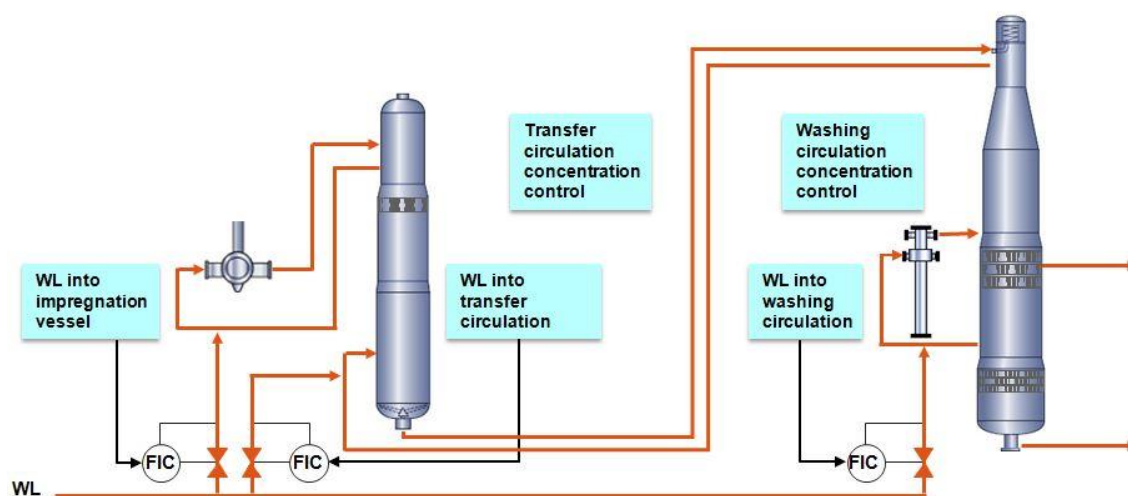 Transfer
circulation
concentration
control
Washing
circulation
concentration
control
WL into
impregnation
vessel
WL into
transfer
circulation
WL into
washing
circulation
FIC
FIC
FIC
WL